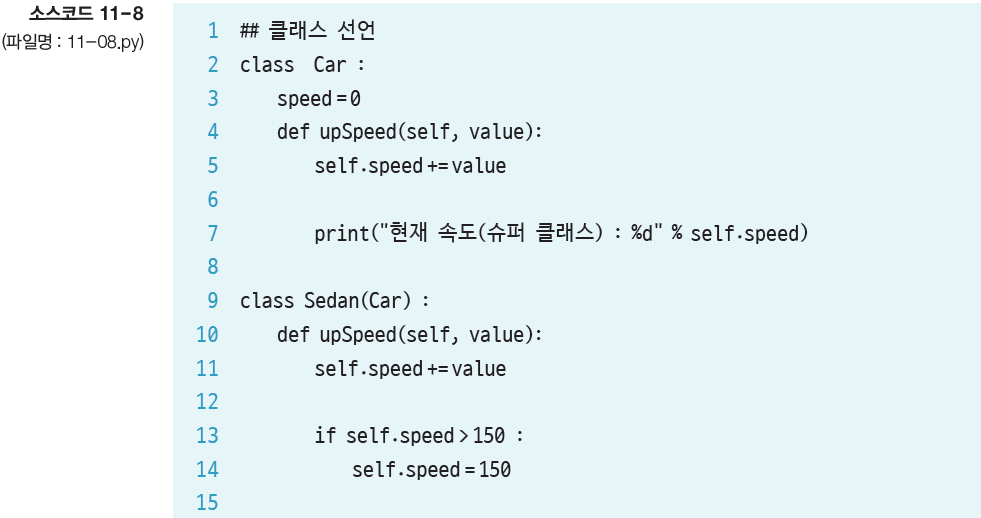 소스코드 11-8
(파일명 : 11-08.py)
1 ## 클래스 선언
2 class Car :
3     speed=0
4     def upSpeed(self, value):
5         self.speed+=value
6
7         print("현재 속도(슈퍼 클래스) : %d" % self.speed)
8
9 class Sedan(Car) :
10     def upSpeed(self, value):
11         self.speed+=value
12
13         if self.speed>150 :
14             self.speed=150
15